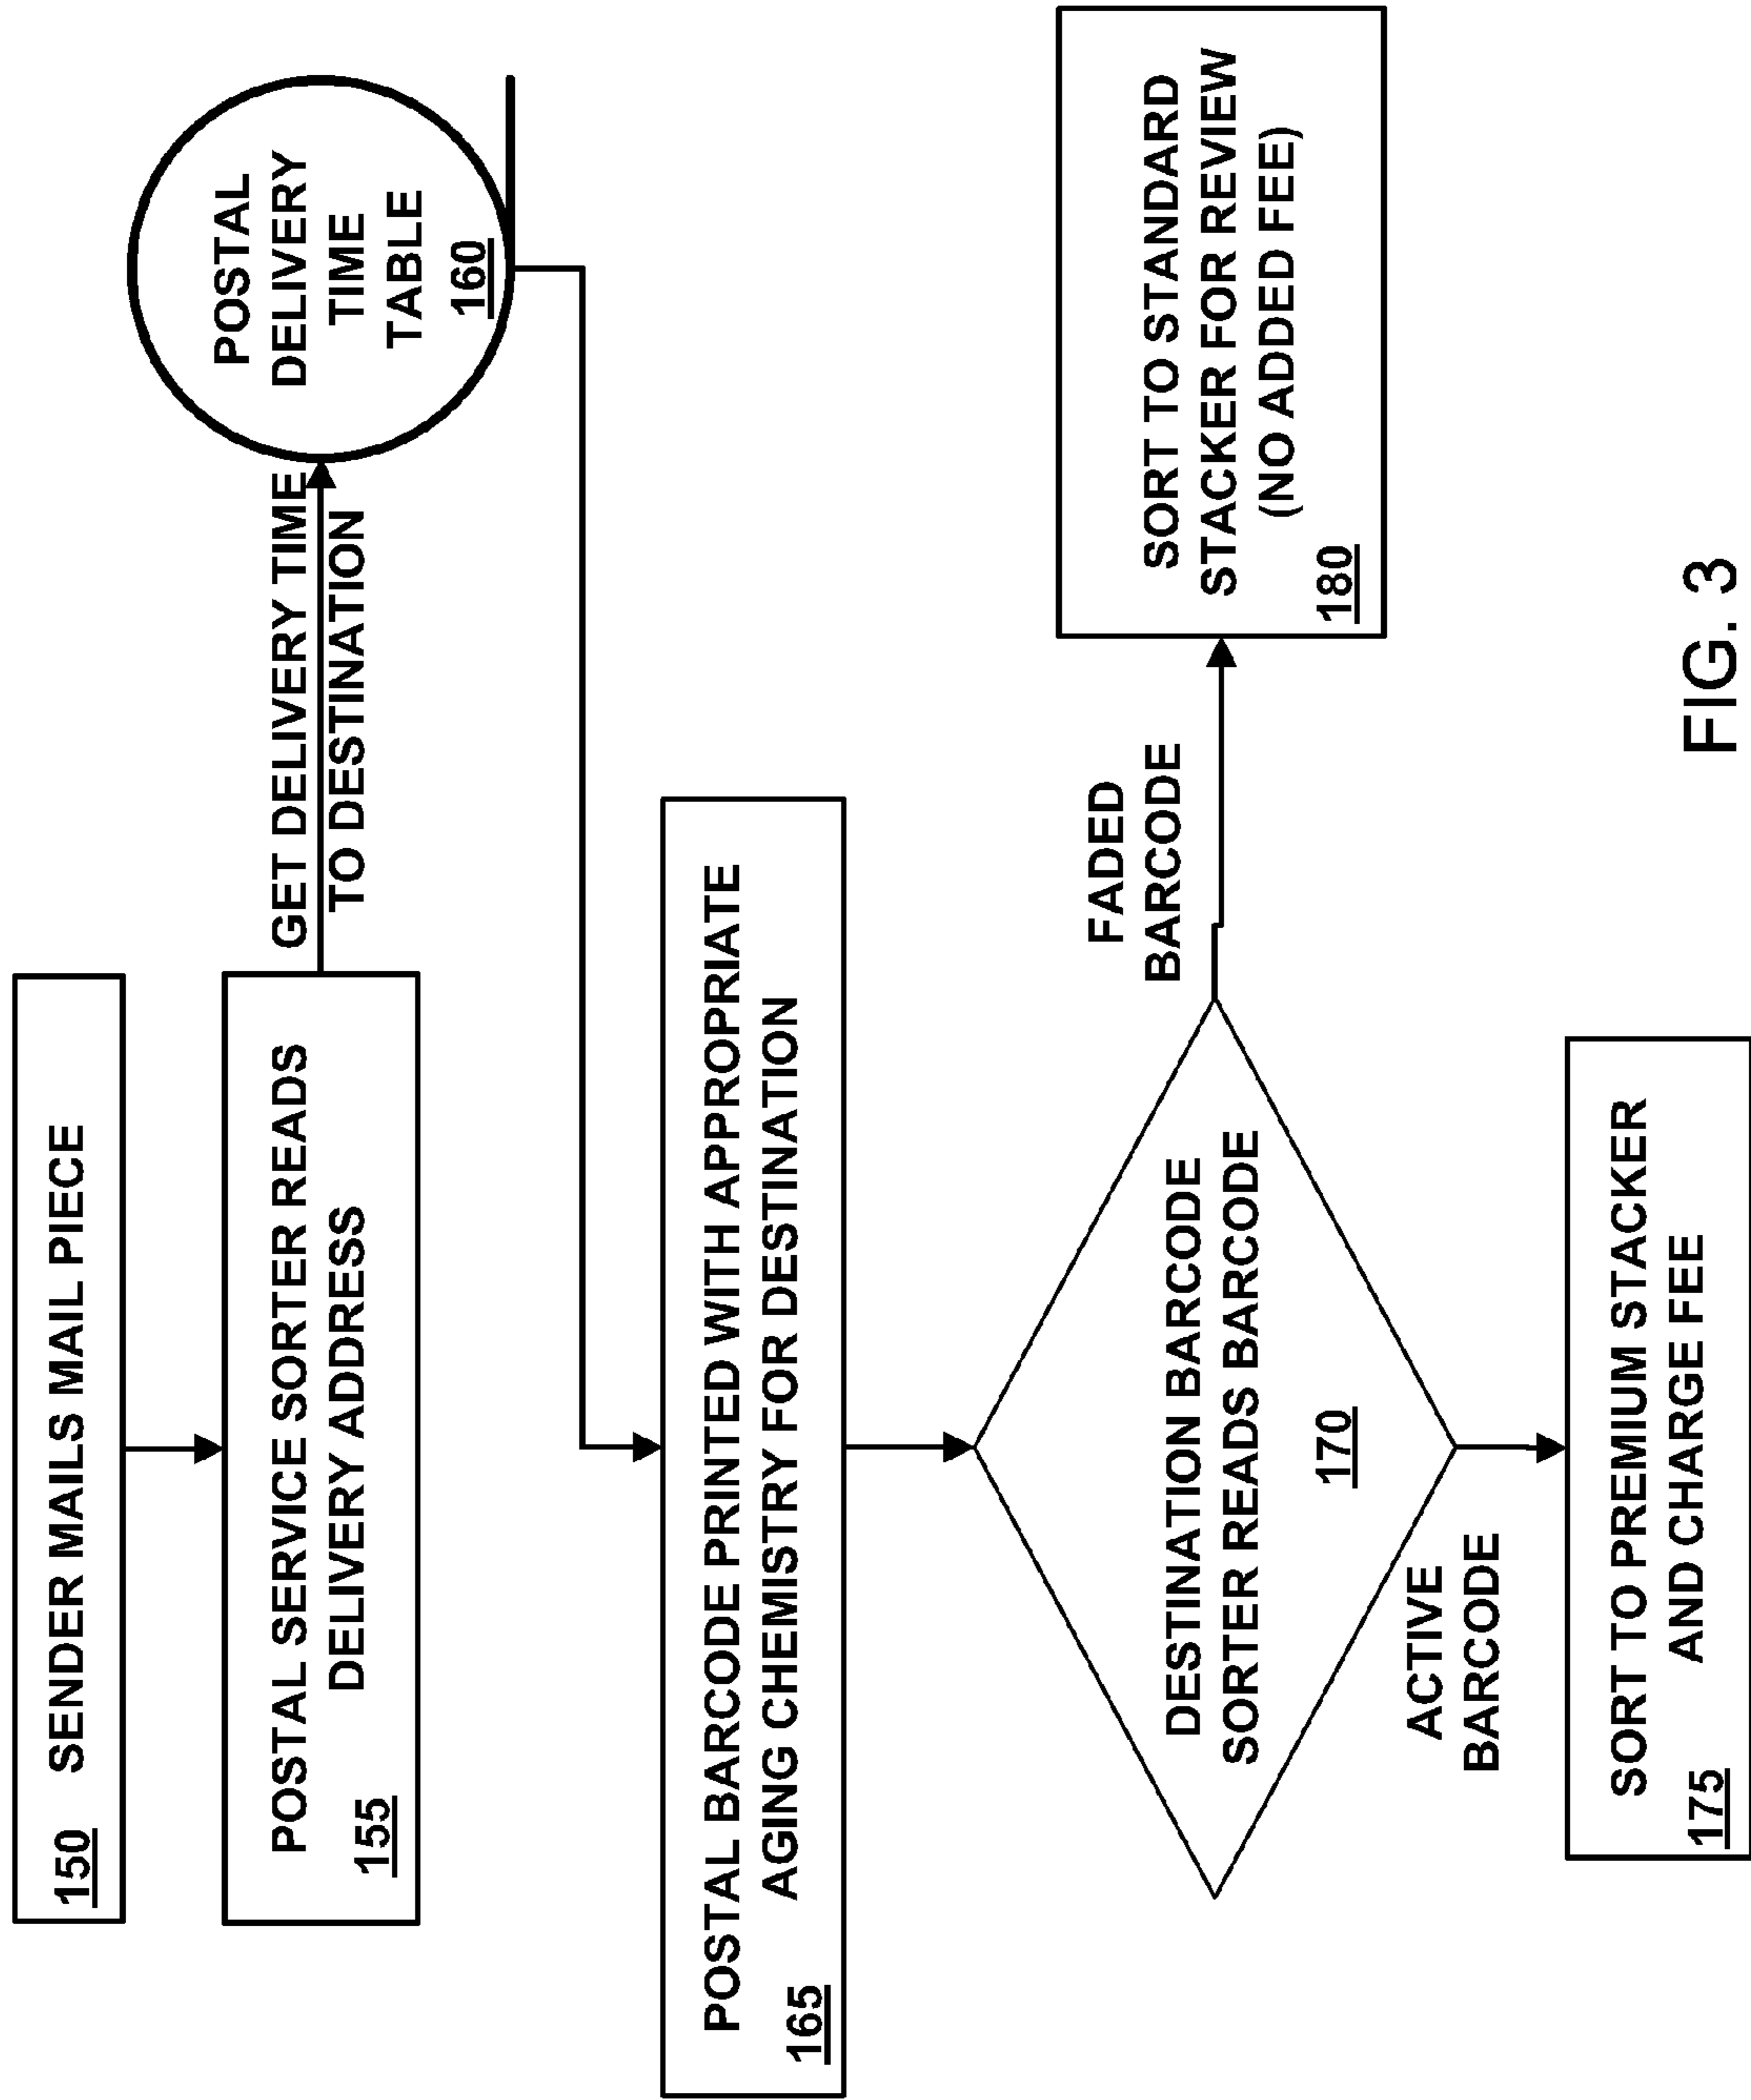 150 SENDER MAILS MAIL PIECE
POSTAL SERVICE SORTER READS
DELIVERY ADDRESS
155
GET DELIVERY TIME
TO DESTINATION
POSTAL
DELIVERY
TIME
TABLE
160
POSTAL BARCODE PRINTED WITH APPROPRIATE
AGING CHEMISTRY FOR DESTINATION
165
DESTINATION BARCODE
SORTER READS BARCODE
170
FADED
BARCODE
SORT TO STANDARD
STACKER FOR REVIEW
(NO ADDED FEE)
180
ACTIVE
BARCODE
SORT TO PREMIUM STACKER
AND CHARGE FEE
175
FIG. 3